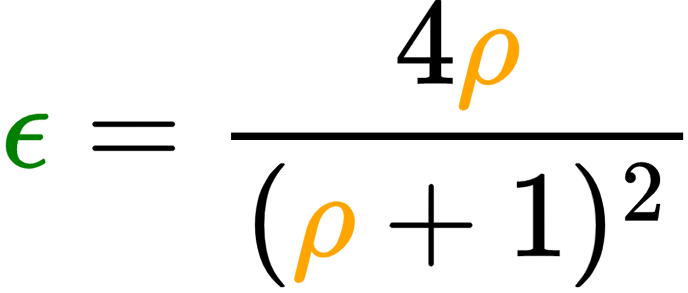 ϵ = 4ρ / (ρ + 1)²